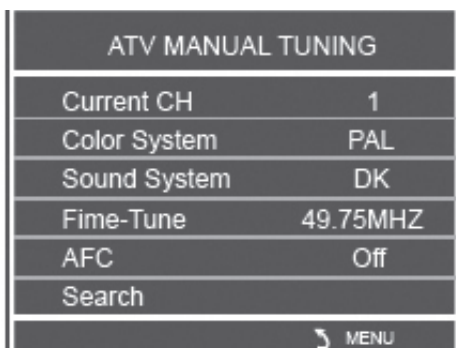 ATV MANUAL TUNING
Current CH 1
Color System PAL
Sound System DK
Fime-Tune 49.75MHZ
AFC Off
Search
MENU